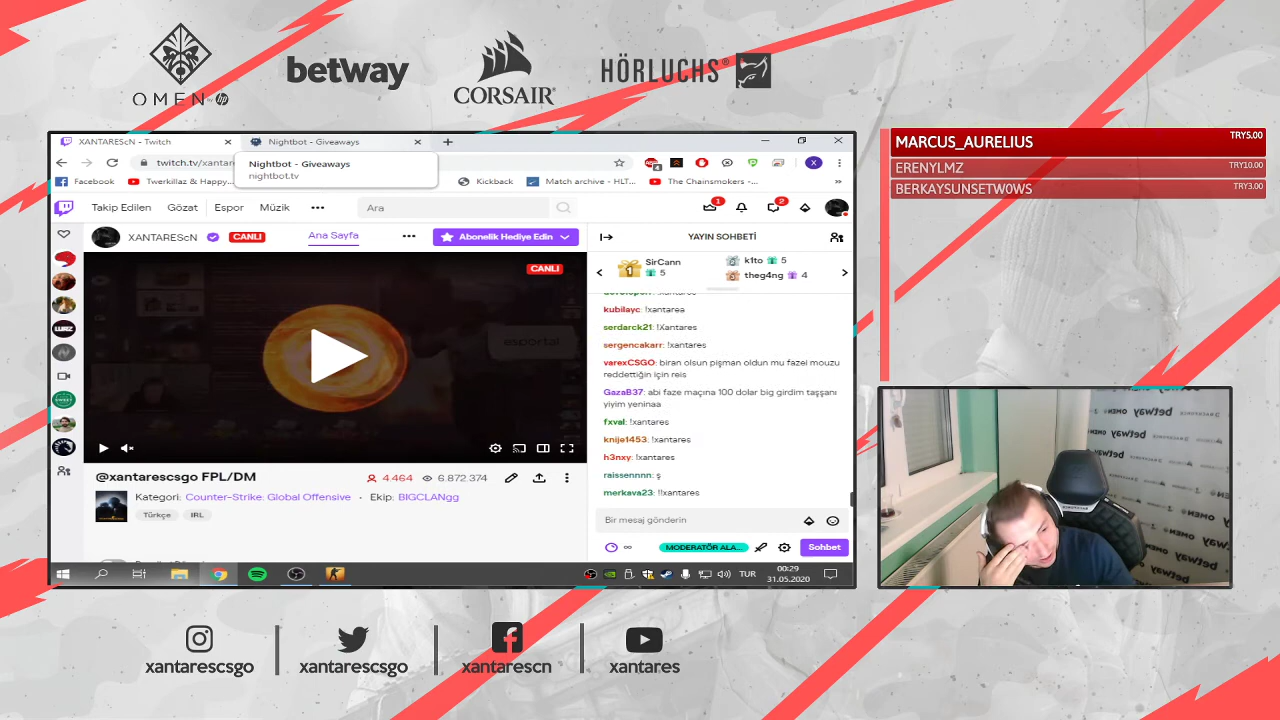 OMEN by hp
betway
CORSAIR
HÖRLUCHS®
XANTARESCn - Twitch
Nightbot - Giveaways
twitch.tv/xantar
Nightbot - Giveaways
nightbot.tv
Facebook
Twerkillaz & Happy...
Kickback
Match archive - HLT...
The Chainsmokers -...
Takip Edilen
Gözat
Espor
Müzik
Ara
1
2
XANTAREScN
CANLI
Ana Sayfa
Abonelik Hediye Edin
YAYIN SOHBETİ
SirCann
5
k1to 5
theg4ng 4
CANLI
esportal
kubilayc: !xantarea
serdarck21: !Xantares
sergencakarr: !xantares
varexCSGO: biran olsun pişman oldun mu fazei mouzu
reddettiğin için reis
GazaB37: abi faze maçına 100 dolar big girdim taşşanı
yiyim yeninaa
fxval: !xantares
knije1453: !xantares
h3nxy: !xantares
raissennnn: ş
merkava23: !!xantares
Bir mesaj gönderin
MODERATÖR ALA...
Sohbet
@xantarescsgo FPL/DM
4.464
6.872.374
Kategori: Counter-Strike: Global Offensive · Ekip: BIGCLANgg
Türkçe
IRL
TUR
00:29
31.05.2020
MARCUS_AURELIUS TRY5.00
ERENYLMZ TRY10.00
BERKAYSUNSETW0WS TRY3.00
xantarescsgo
xantarescsgo
xantarescn
xantares